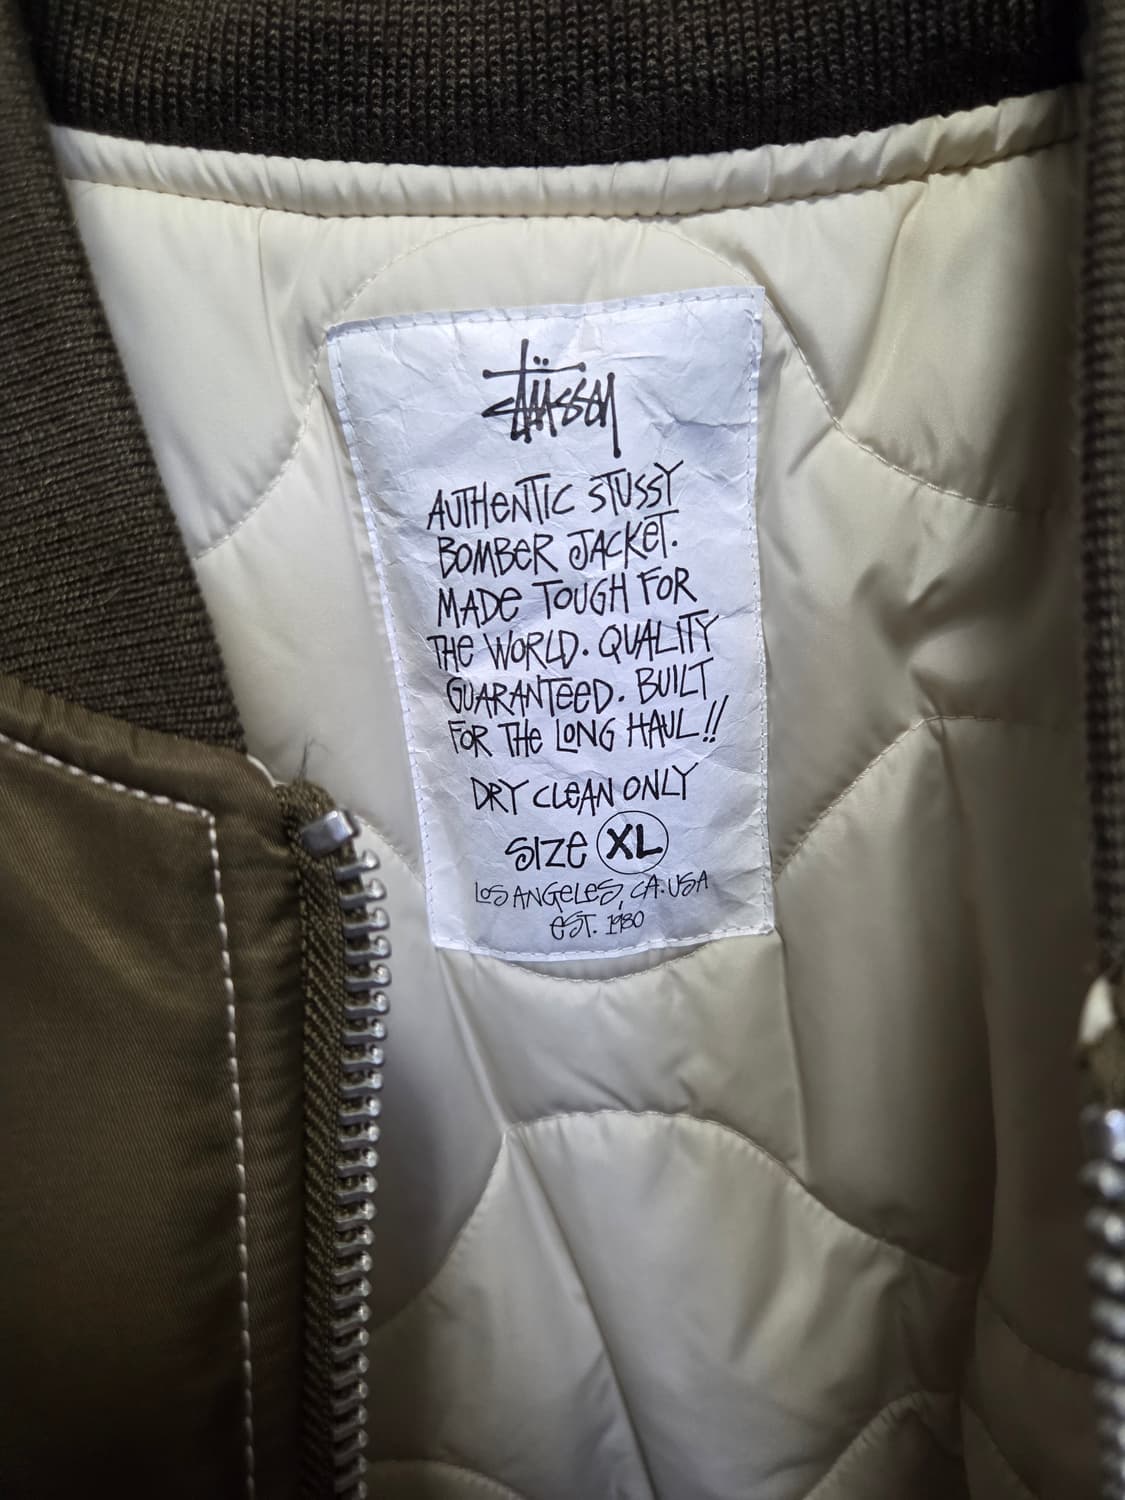 Stüssy
AUTHENTIC STUSSY
BOMBER JACKET.
MADE TOUGH FOR
THE WORLD. QUALITY
GUARANTEED. BUILT
FOR THE LONG HAUL!!
DRY CLEAN ONLY
SIZE XL
LOS ANGELES, CA. USA
EST. 1980